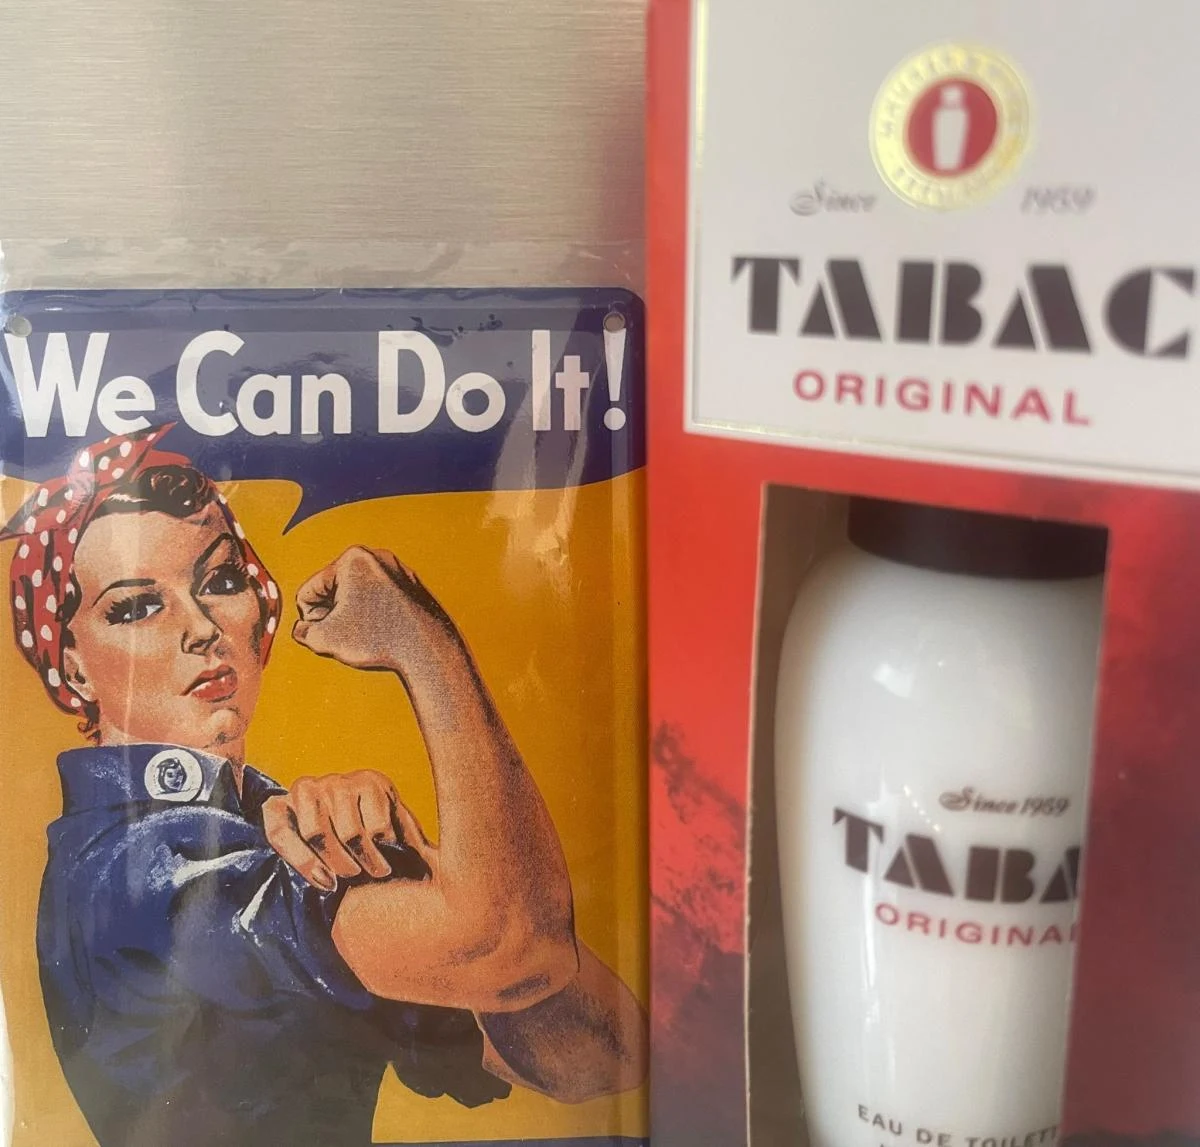 We Can Do It!
Since 1959
TABAC
ORIGINAL
Since 1959
TABA
ORIGINA
EAU DE TOILETT